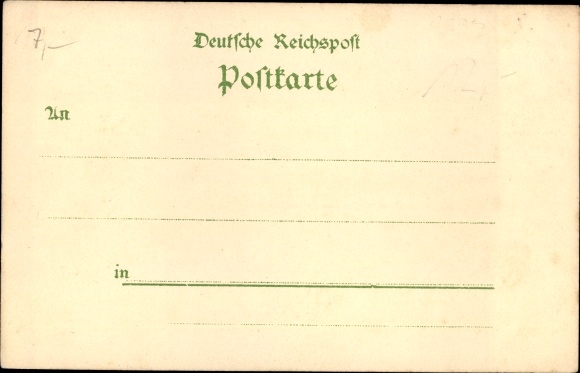 7,-
Deutſche Reichspoſt
Poſtkarte
An
in